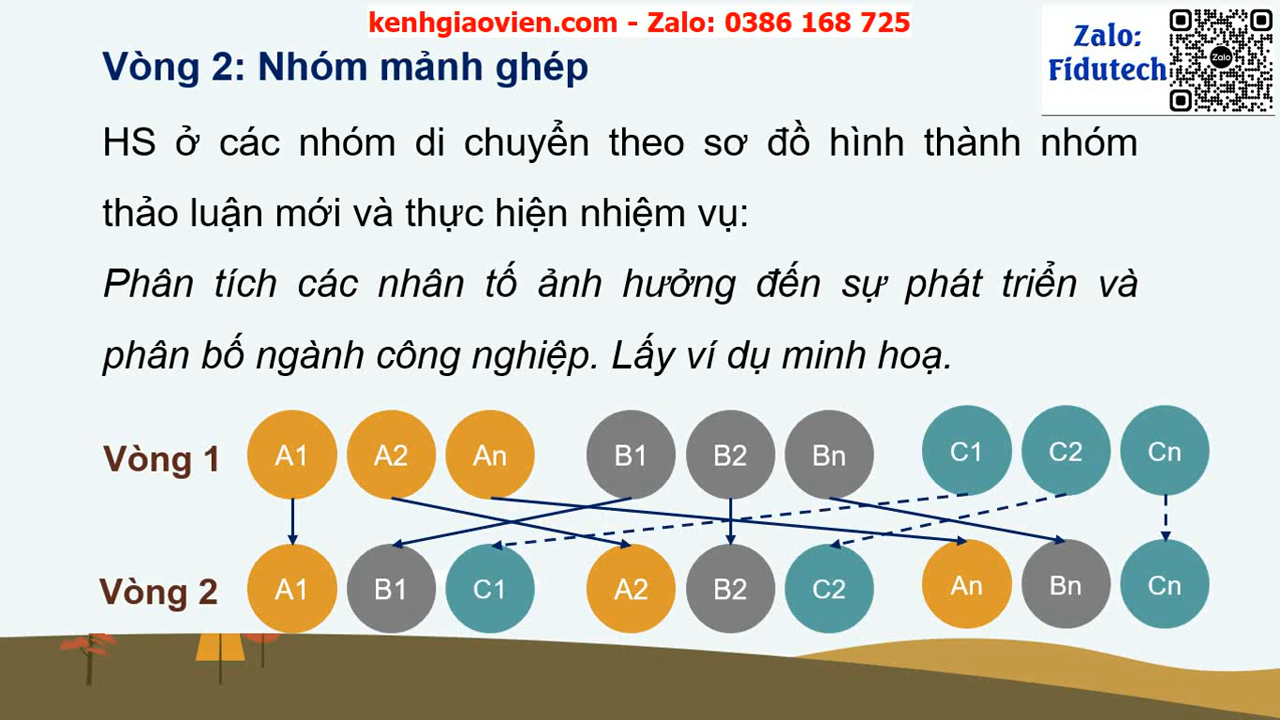 kenhgiaovien.com - Zalo: 0386 168 725
Zalo:
Fidutech
Zalo
Vòng 2: Nhóm mảnh ghép
HS ở các nhóm di chuyển theo sơ đồ hình thành nhóm
thảo luận mới và thực hiện nhiệm vụ:
Phân tích các nhân tố ảnh hưởng đến sự phát triển và
phân bố ngành công nghiệp. Lấy ví dụ minh hoạ.
Vòng 1 A1 A2 An B1 B2 Bn C1 C2 Cn
Vòng 2 A1 B1 C1 A2 B2 C2 An Bn Cn